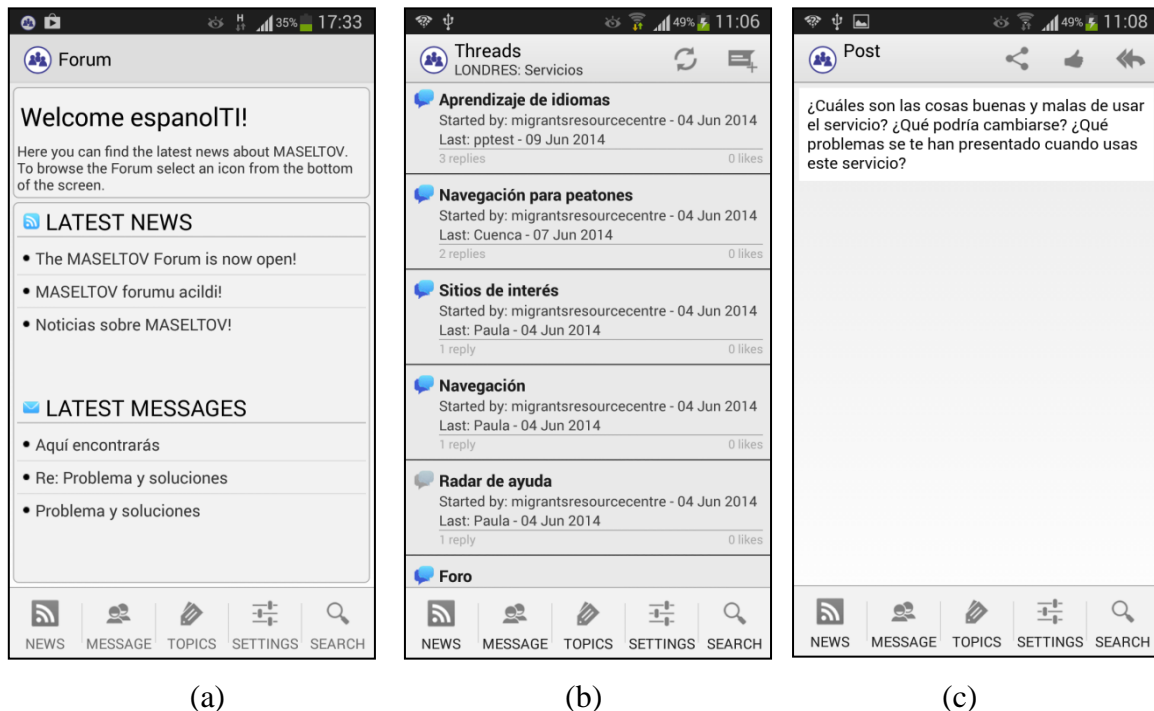 H 35% 17:33
Forum
Welcome espanolTI!
Here you can find the latest news about MASELTOV.
To browse the Forum select an icon from the bottom
of the screen.
LATEST NEWS
• The MASELTOV Forum is now open!
• MASELTOV forumu acildi!
• Noticias sobre MASELTOV!
LATEST MESSAGES
• Aquí encontrarás
• Re: Problema y soluciones
• Problema y soluciones
NEWS MESSAGE TOPICS SETTINGS SEARCH
(a)
49% 11:06
Threads
LONDRES: Servicios
Aprendizaje de idiomas
Started by: migrantsresourcecentre - 04 Jun 2014
Last: pptest - 09 Jun 2014
3 replies 0 likes
Navegación para peatones
Started by: migrantsresourcecentre - 04 Jun 2014
Last: Cuenca - 07 Jun 2014
2 replies 0 likes
Sitios de interés
Started by: migrantsresourcecentre - 04 Jun 2014
Last: Paula - 04 Jun 2014
1 reply 0 likes
Navegación
Started by: migrantsresourcecentre - 04 Jun 2014
Last: Paula - 04 Jun 2014
1 reply 0 likes
Radar de ayuda
Started by: migrantsresourcecentre - 04 Jun 2014
Last: Paula - 04 Jun 2014
1 reply 0 likes
Foro
NEWS MESSAGE TOPICS SETTINGS SEARCH
(b)
49% 11:08
Post
¿Cuáles son las cosas buenas y malas de usar
el servicio? ¿Qué podría cambiarse? ¿Qué
problemas se te han presentado cuando usas
este servicio?
NEWS MESSAGE TOPICS SETTINGS SEARCH
(c)